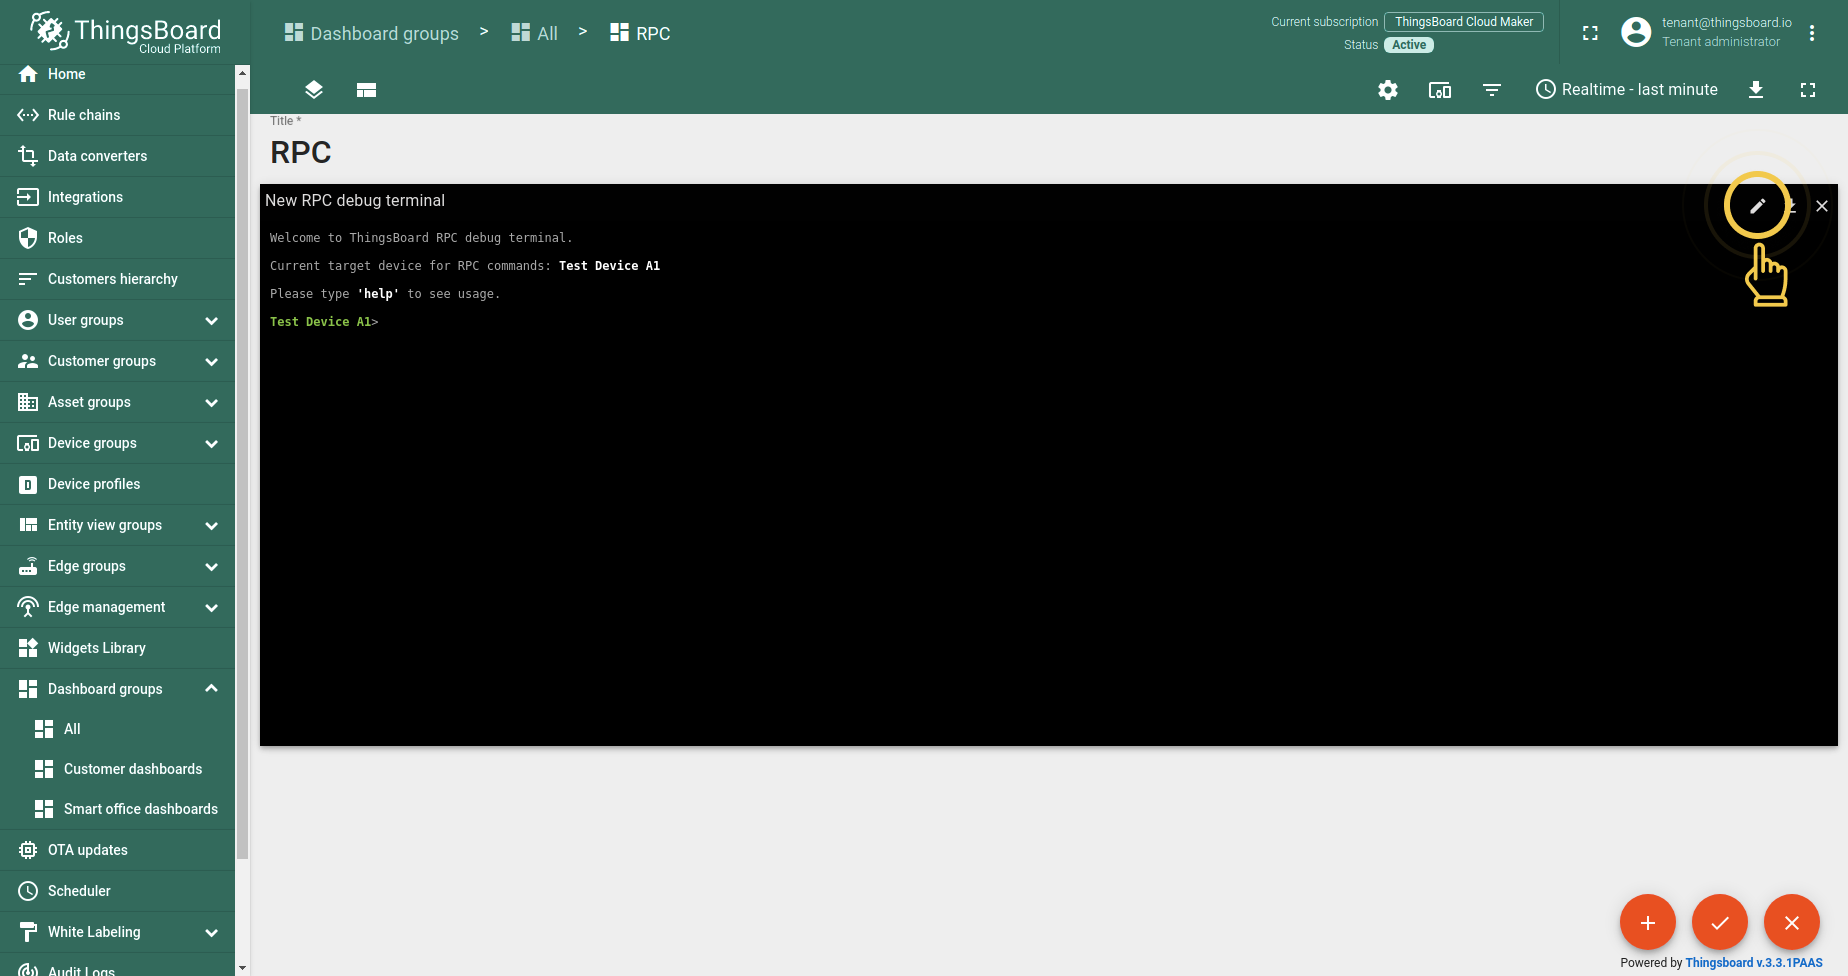 ThingsBoard
Cloud Platform
Dashboard groups > All > RPC
Current subscription ThingsBoard Cloud Maker
Status Active
tenant@thingsboard.io
Tenant administrator
Realtime - last minute
Home
Rule chains
Data converters
Integrations
Roles
Customers hierarchy
User groups
Customer groups
Asset groups
Device groups
Device profiles
Entity view groups
Edge groups
Edge management
Widgets Library
Dashboard groups
All
Customer dashboards
Smart office dashboards
OTA updates
Scheduler
White Labeling
Audit Logs
Title *
RPC
New RPC debug terminal
Welcome to ThingsBoard RPC debug terminal.
Current target device for RPC commands: Test Device A1
Please type 'help' to see usage.
Test Device A1>
Powered by Thingsboard v.3.3.1PAAS